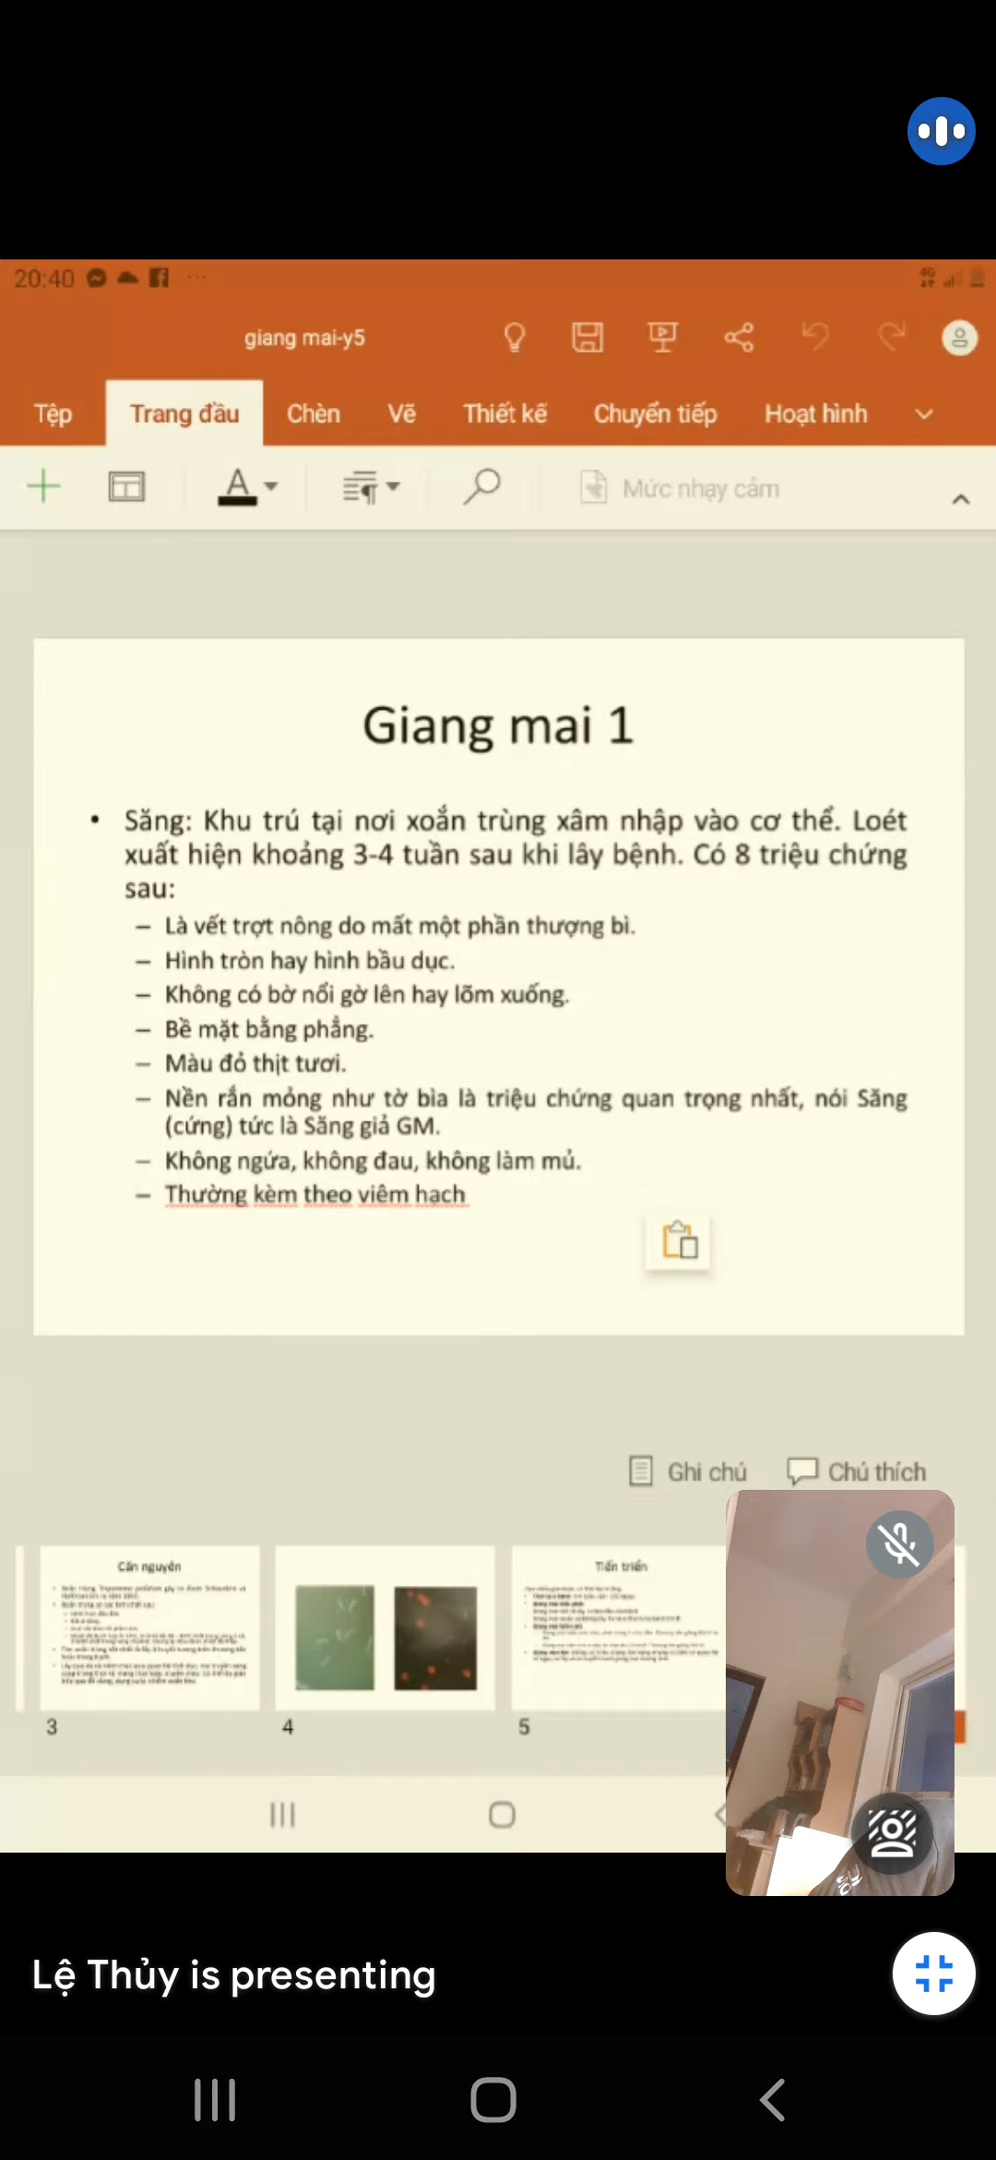 20:40
4G
giang mai-y5
Tệp Trang đầu Chèn Vẽ Thiết kế Chuyển tiếp Hoạt hình
A Mức nhạy cảm
Giang mai 1
• Săng: Khu trú tại nơi xoắn trùng xâm nhập vào cơ thể. Loét
xuất hiện khoảng 3-4 tuần sau khi lây bệnh. Có 8 triệu chứng
sau:
– Là vết trợt nông do mất một phần thượng bì.
– Hình tròn hay hình bầu dục.
– Không có bờ nổi gờ lên hay lõm xuống.
– Bề mặt bằng phẳng.
– Màu đỏ thịt tươi.
– Nền rắn mỏng như tờ bìa là triệu chứng quan trọng nhất, nói Săng
(cứng) tức là Săng giả GM.
– Không ngứa, không đau, không làm mủ.
– Thường kèm theo viêm hạch
Ghi chú Chú thích
Căn nguyên
Tiến triển
3 4 5
Lệ Thủy is presenting